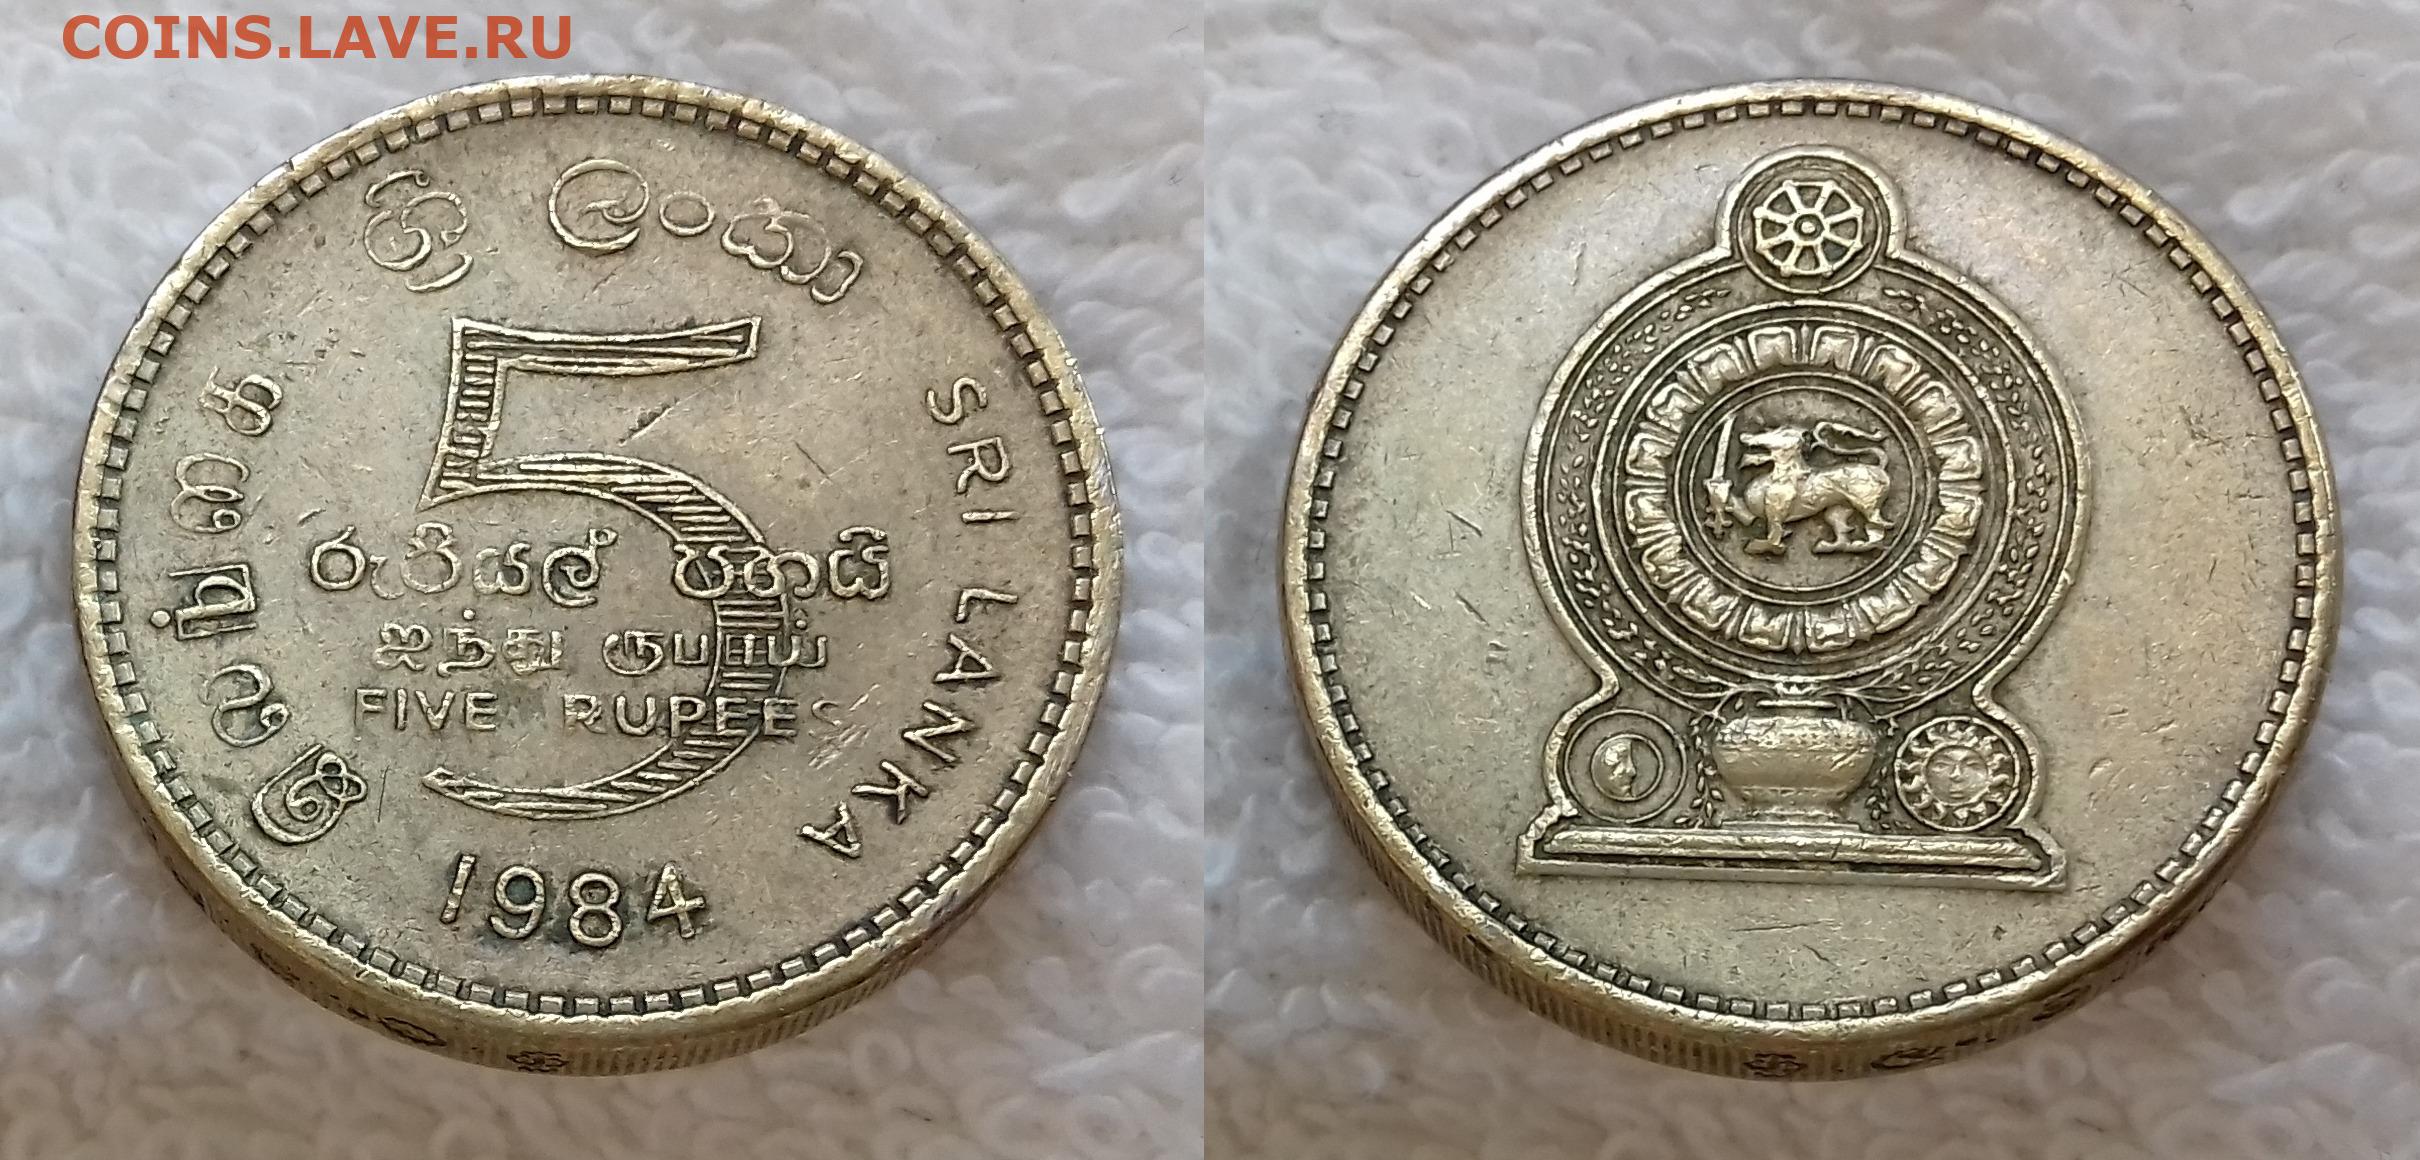 COINS.LAVE.RU
ශ්‍රී ලංකා
இலங்கை
SRI LANKA
5
රුපියල් පහයි
ஐந்து ரூபாய்
FIVE RUPEES
1984